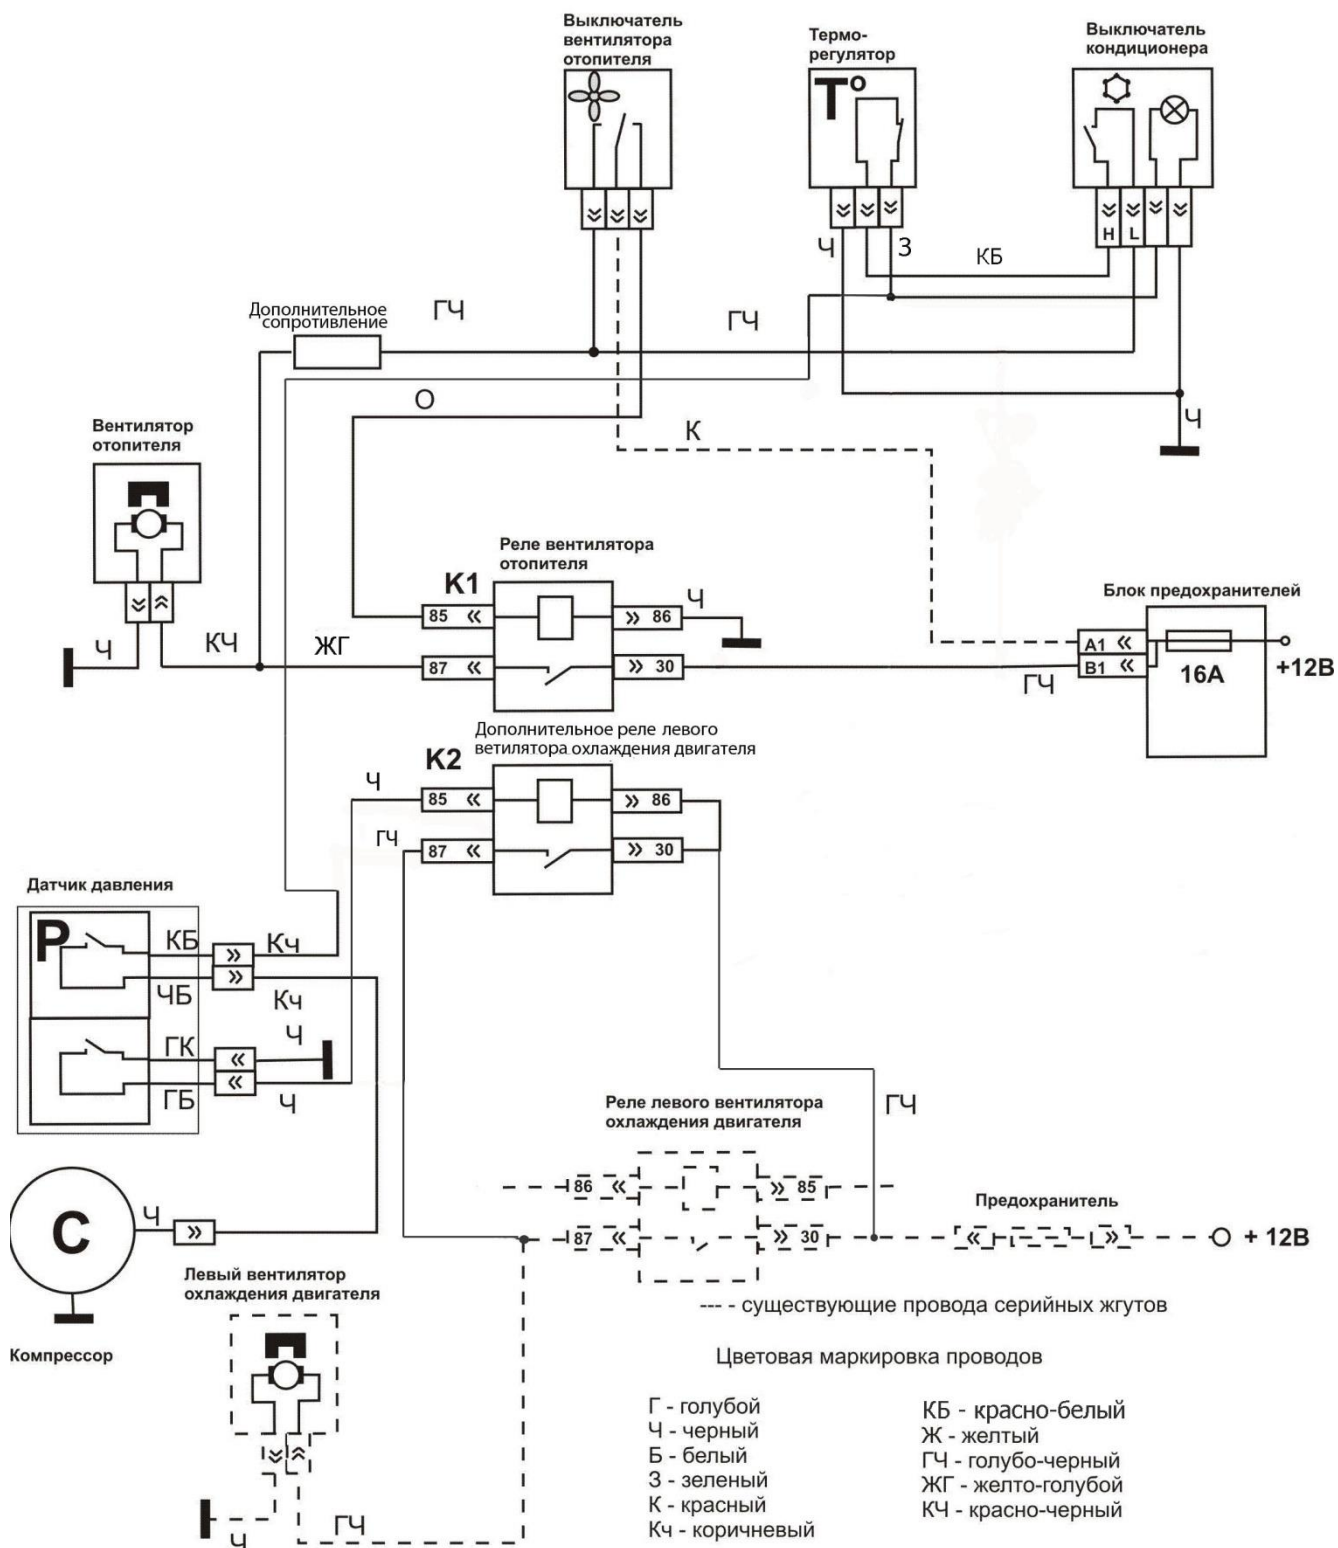 Выключатель
вентилятора
отопителя
Термо-
регулятор
Выключатель
кондиционера
T°
H L
Ч
З
КБ
Дополнительное
сопротивление
ГЧ
ГЧ
О
К
Ч
Вентилятор
отопителя
Реле вентилятора
отопителя
K1
85
86
Ч
Блок предохранителей
Ч
КЧ
ЖГ
87
30
ГЧ
A1
B1
16А
+12В
Дополнительное реле левого
ветилятора охлаждения двигателя
K2
Ч
85
86
ГЧ
87
30
Датчик давления
P
КБ
Кч
ЧБ
Кч
Ч
ГК
ГБ
Ч
Реле левого вентилятора
охлаждения двигателя
ГЧ
86
85
Предохранитель
87
30
+ 12В
C
Ч
Компрессор
Левый вентилятор
охлаждения двигателя
Ч
ГЧ
--- - существующие провода серийных жгутов
Цветовая маркировка проводов
Г - голубой
Ч - черный
Б - белый
З - зеленый
К - красный
Кч - коричневый
КБ - красно-белый
Ж - желтый
ГЧ - голубо-черный
ЖГ - желто-голубой
КЧ - красно-черный